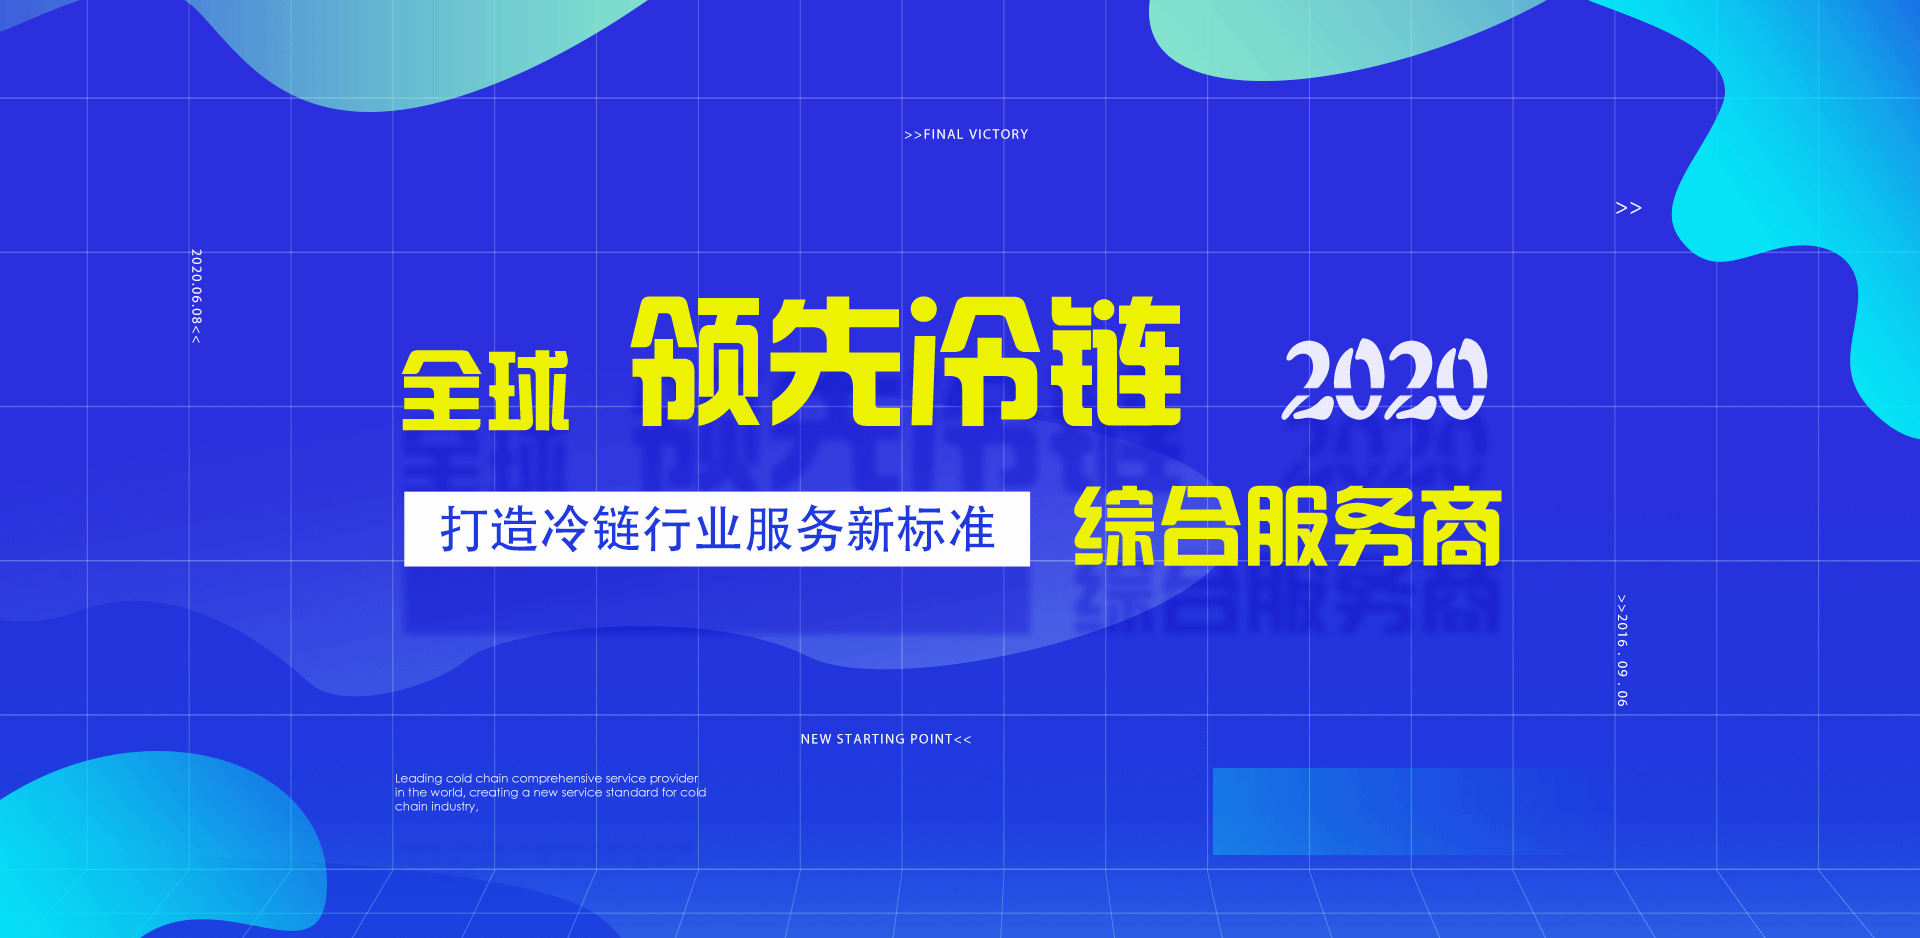 >>FINAL VICTORY
>>
2020.06.08<<
全球 领先冷链 2020
打造冷链行业服务新标准 综合服务商
>>2016 . 09 . 06
NEW STARTING POINT<<
Leading cold chain comprehensive service provider
in the world, creating a new service standard for cold
chain industry,